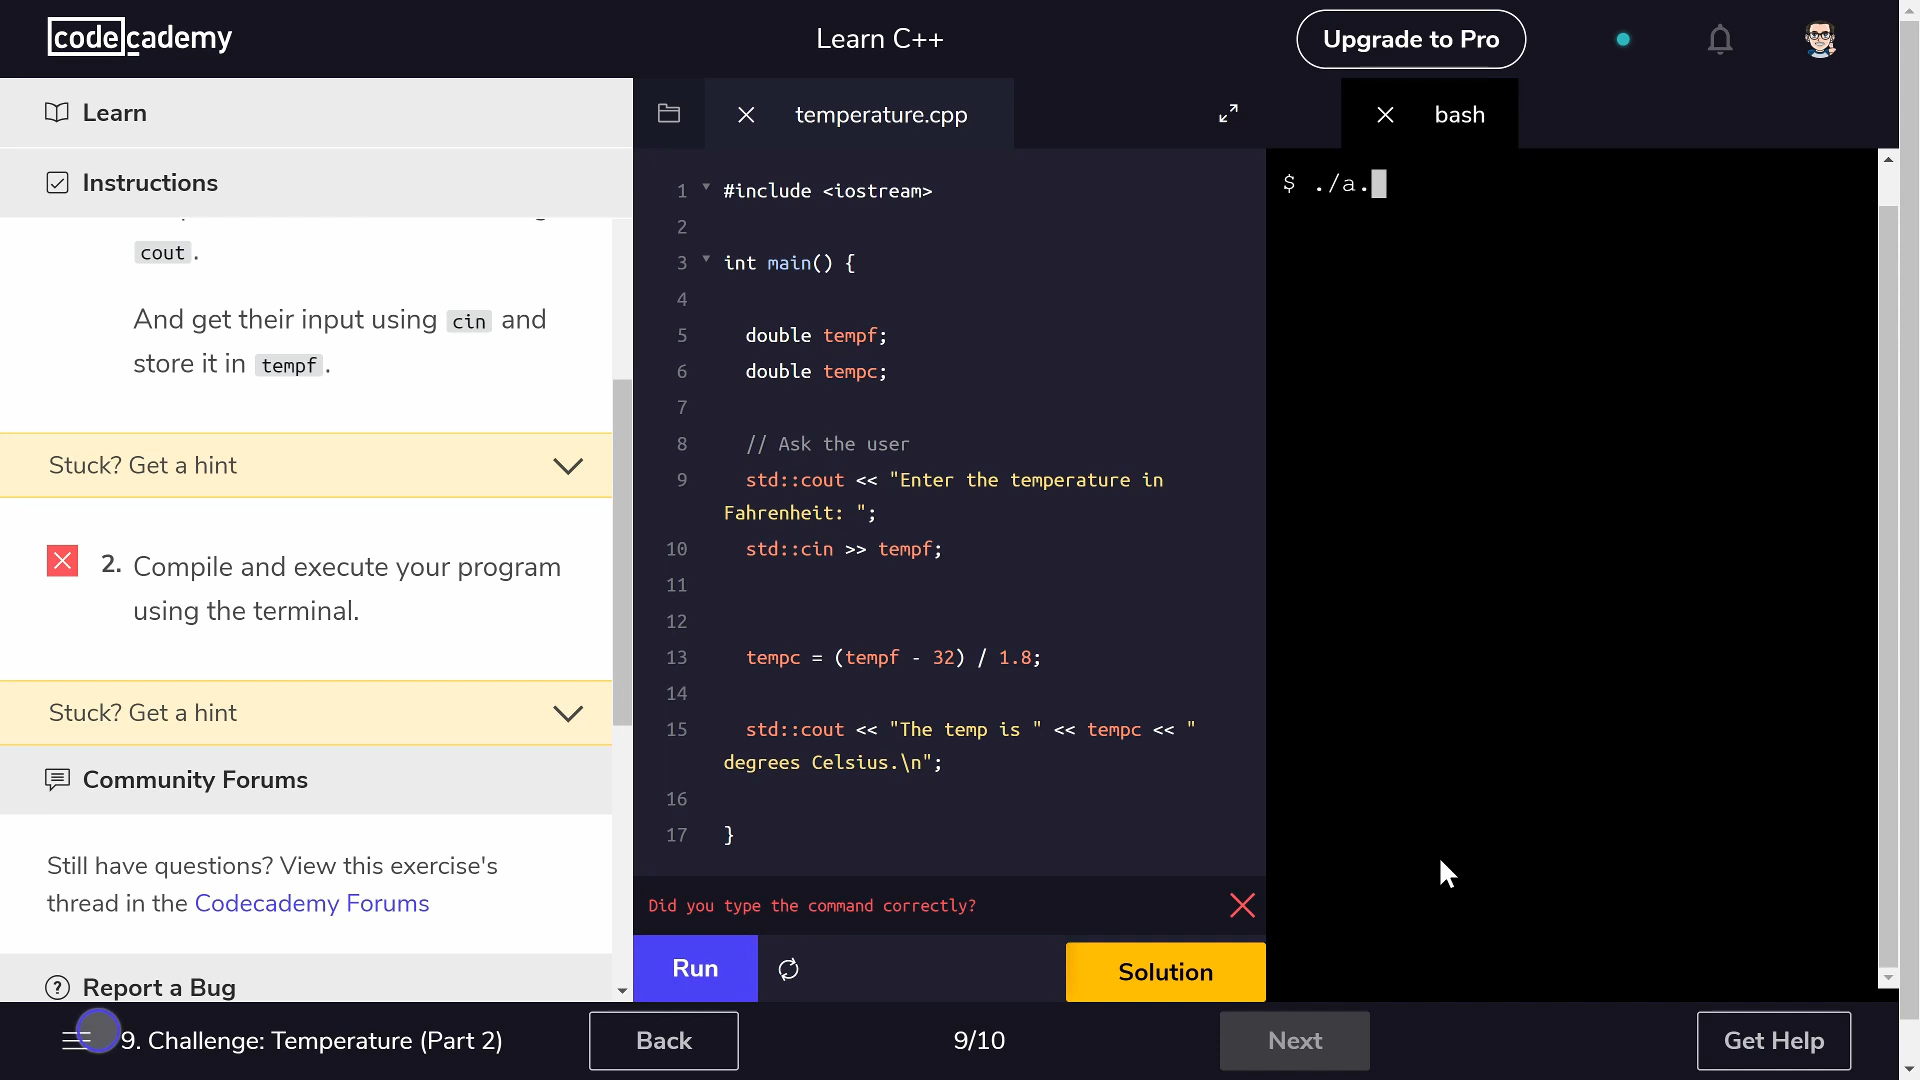 codecademy
Learn C++
Upgrade to Pro
Learn
Instructions
cout.
And get their input using cin and
store it in tempf.
Stuck? Get a hint
2. Compile and execute your program
using the terminal.
Stuck? Get a hint
Community Forums
Still have questions? View this exercise's
thread in the Codecademy Forums
Report a Bug
temperature.cpp
1 #include <iostream>
2
3 int main() {
4
5 double tempf;
6 double tempc;
7
8 // Ask the user
9 std::cout << "Enter the temperature in
Fahrenheit: ";
10 std::cin >> tempf;
11
12
13 tempc = (tempf - 32) / 1.8;
14
15 std::cout << "The temp is " << tempc << "
degrees Celsius.\n";
16
17 }
Did you type the command correctly?
Run
Solution
bash
$ ./a.
9. Challenge: Temperature (Part 2)
Back
9/10
Next
Get Help